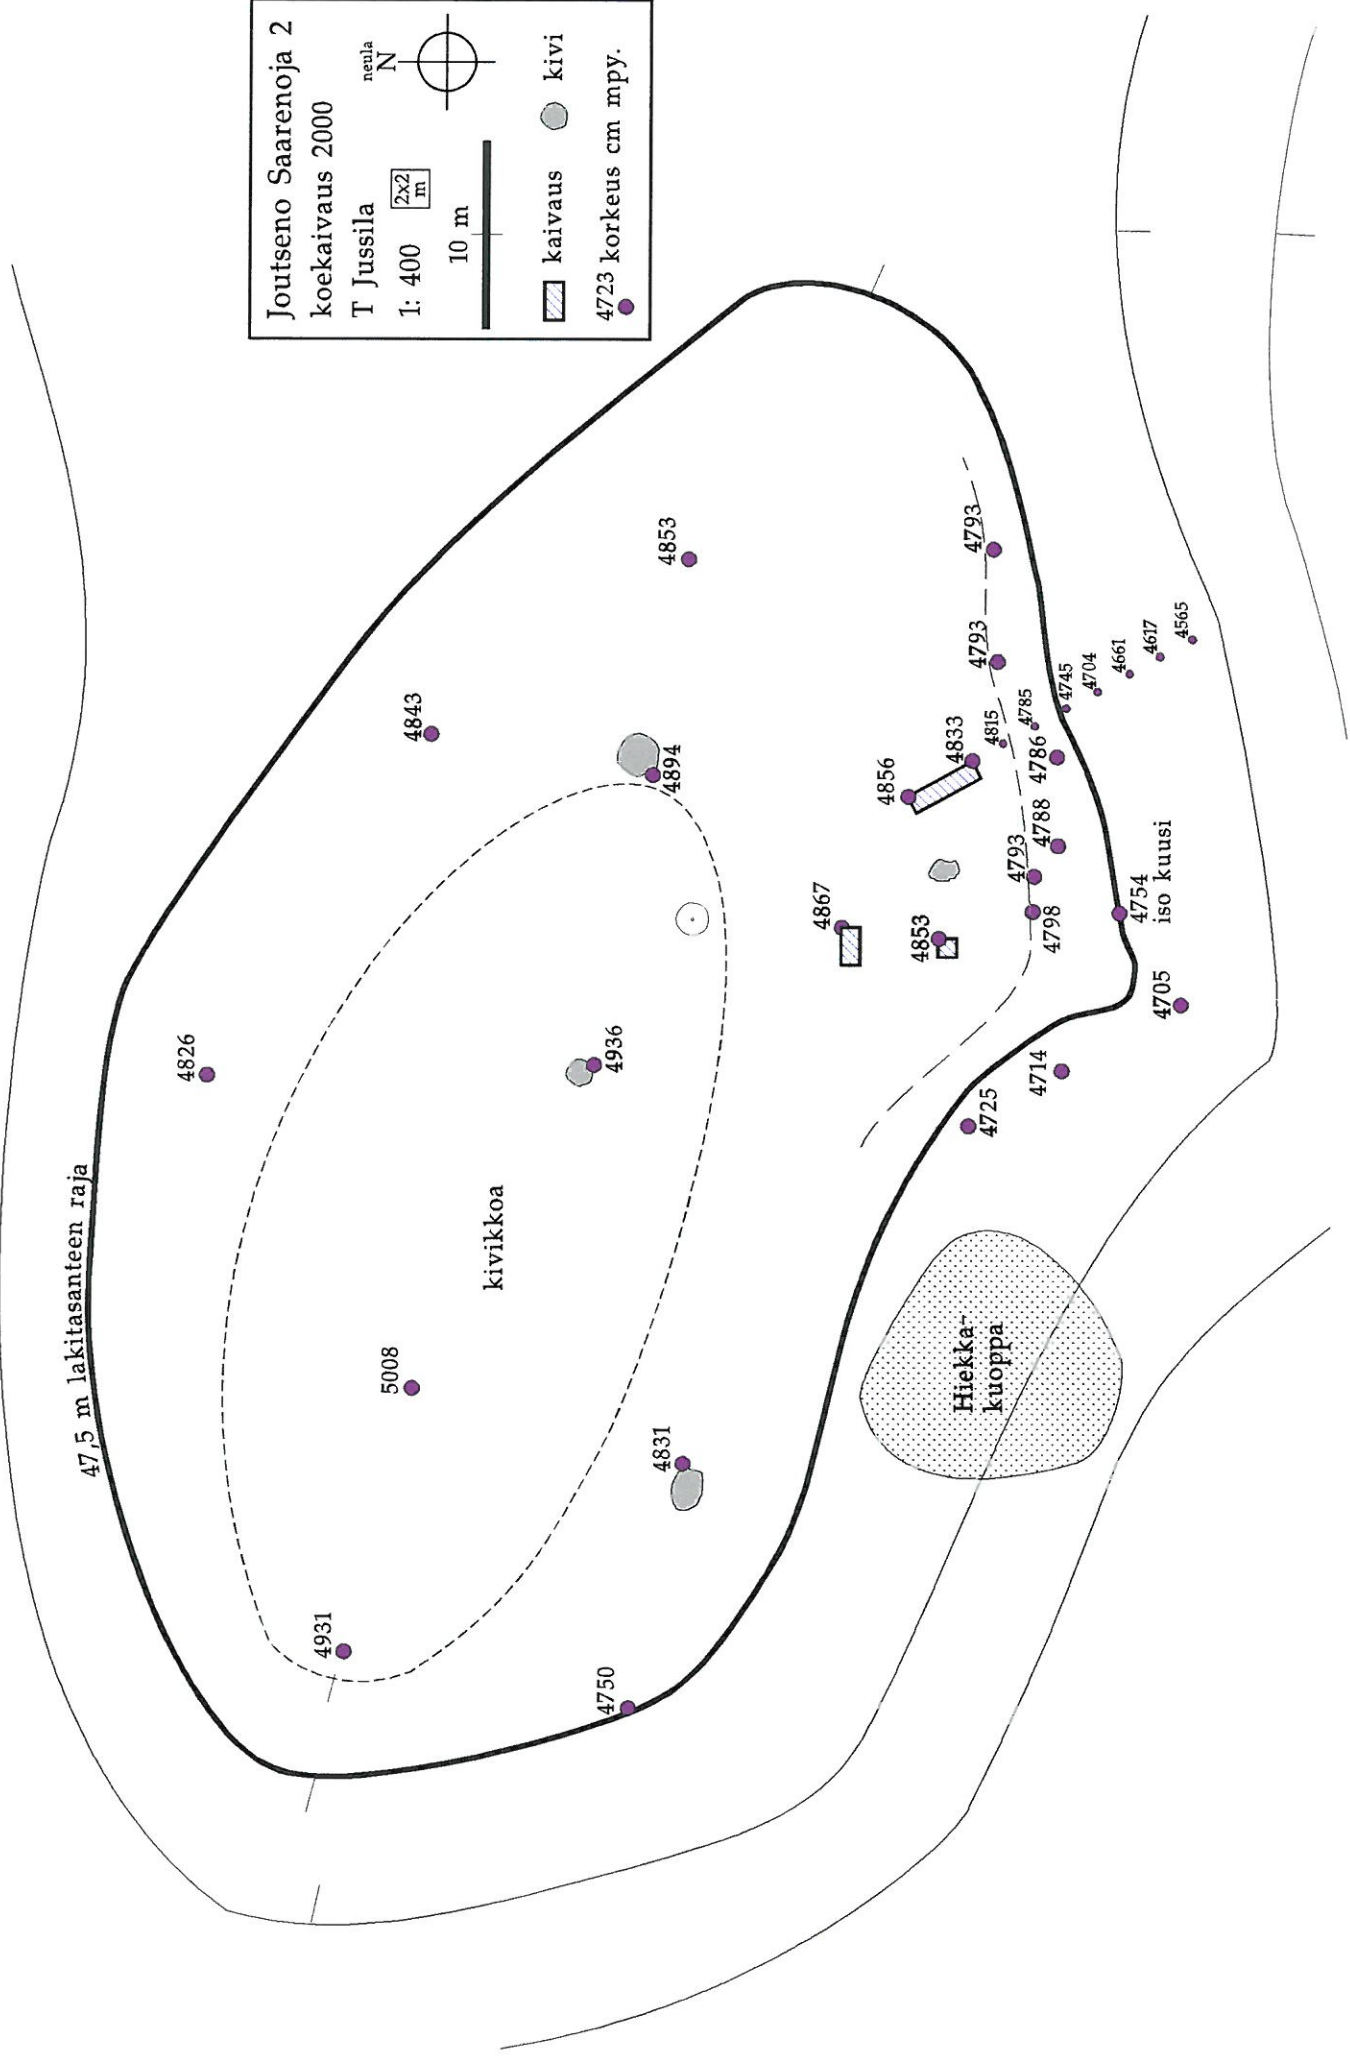 Joutseno Saarenoja 2
koekaivaus 2000
T Jussila
1: 400
2x2
m
neula
N
10 m
kaivaus
kivi
4723 korkeus cm mpy.
47,5 m lakitasanteen raja
4826
4843
4931
5008
kivikkoa
4936
4894
4853
4750
4831
4867
4856
4853
4833
4815
4785
4745
4704
4661
4617
4565
4793
4793
4793
4798
4788
4786
4754
iso kuusi
4725
4714
4705
Hiekka-
kuoppa